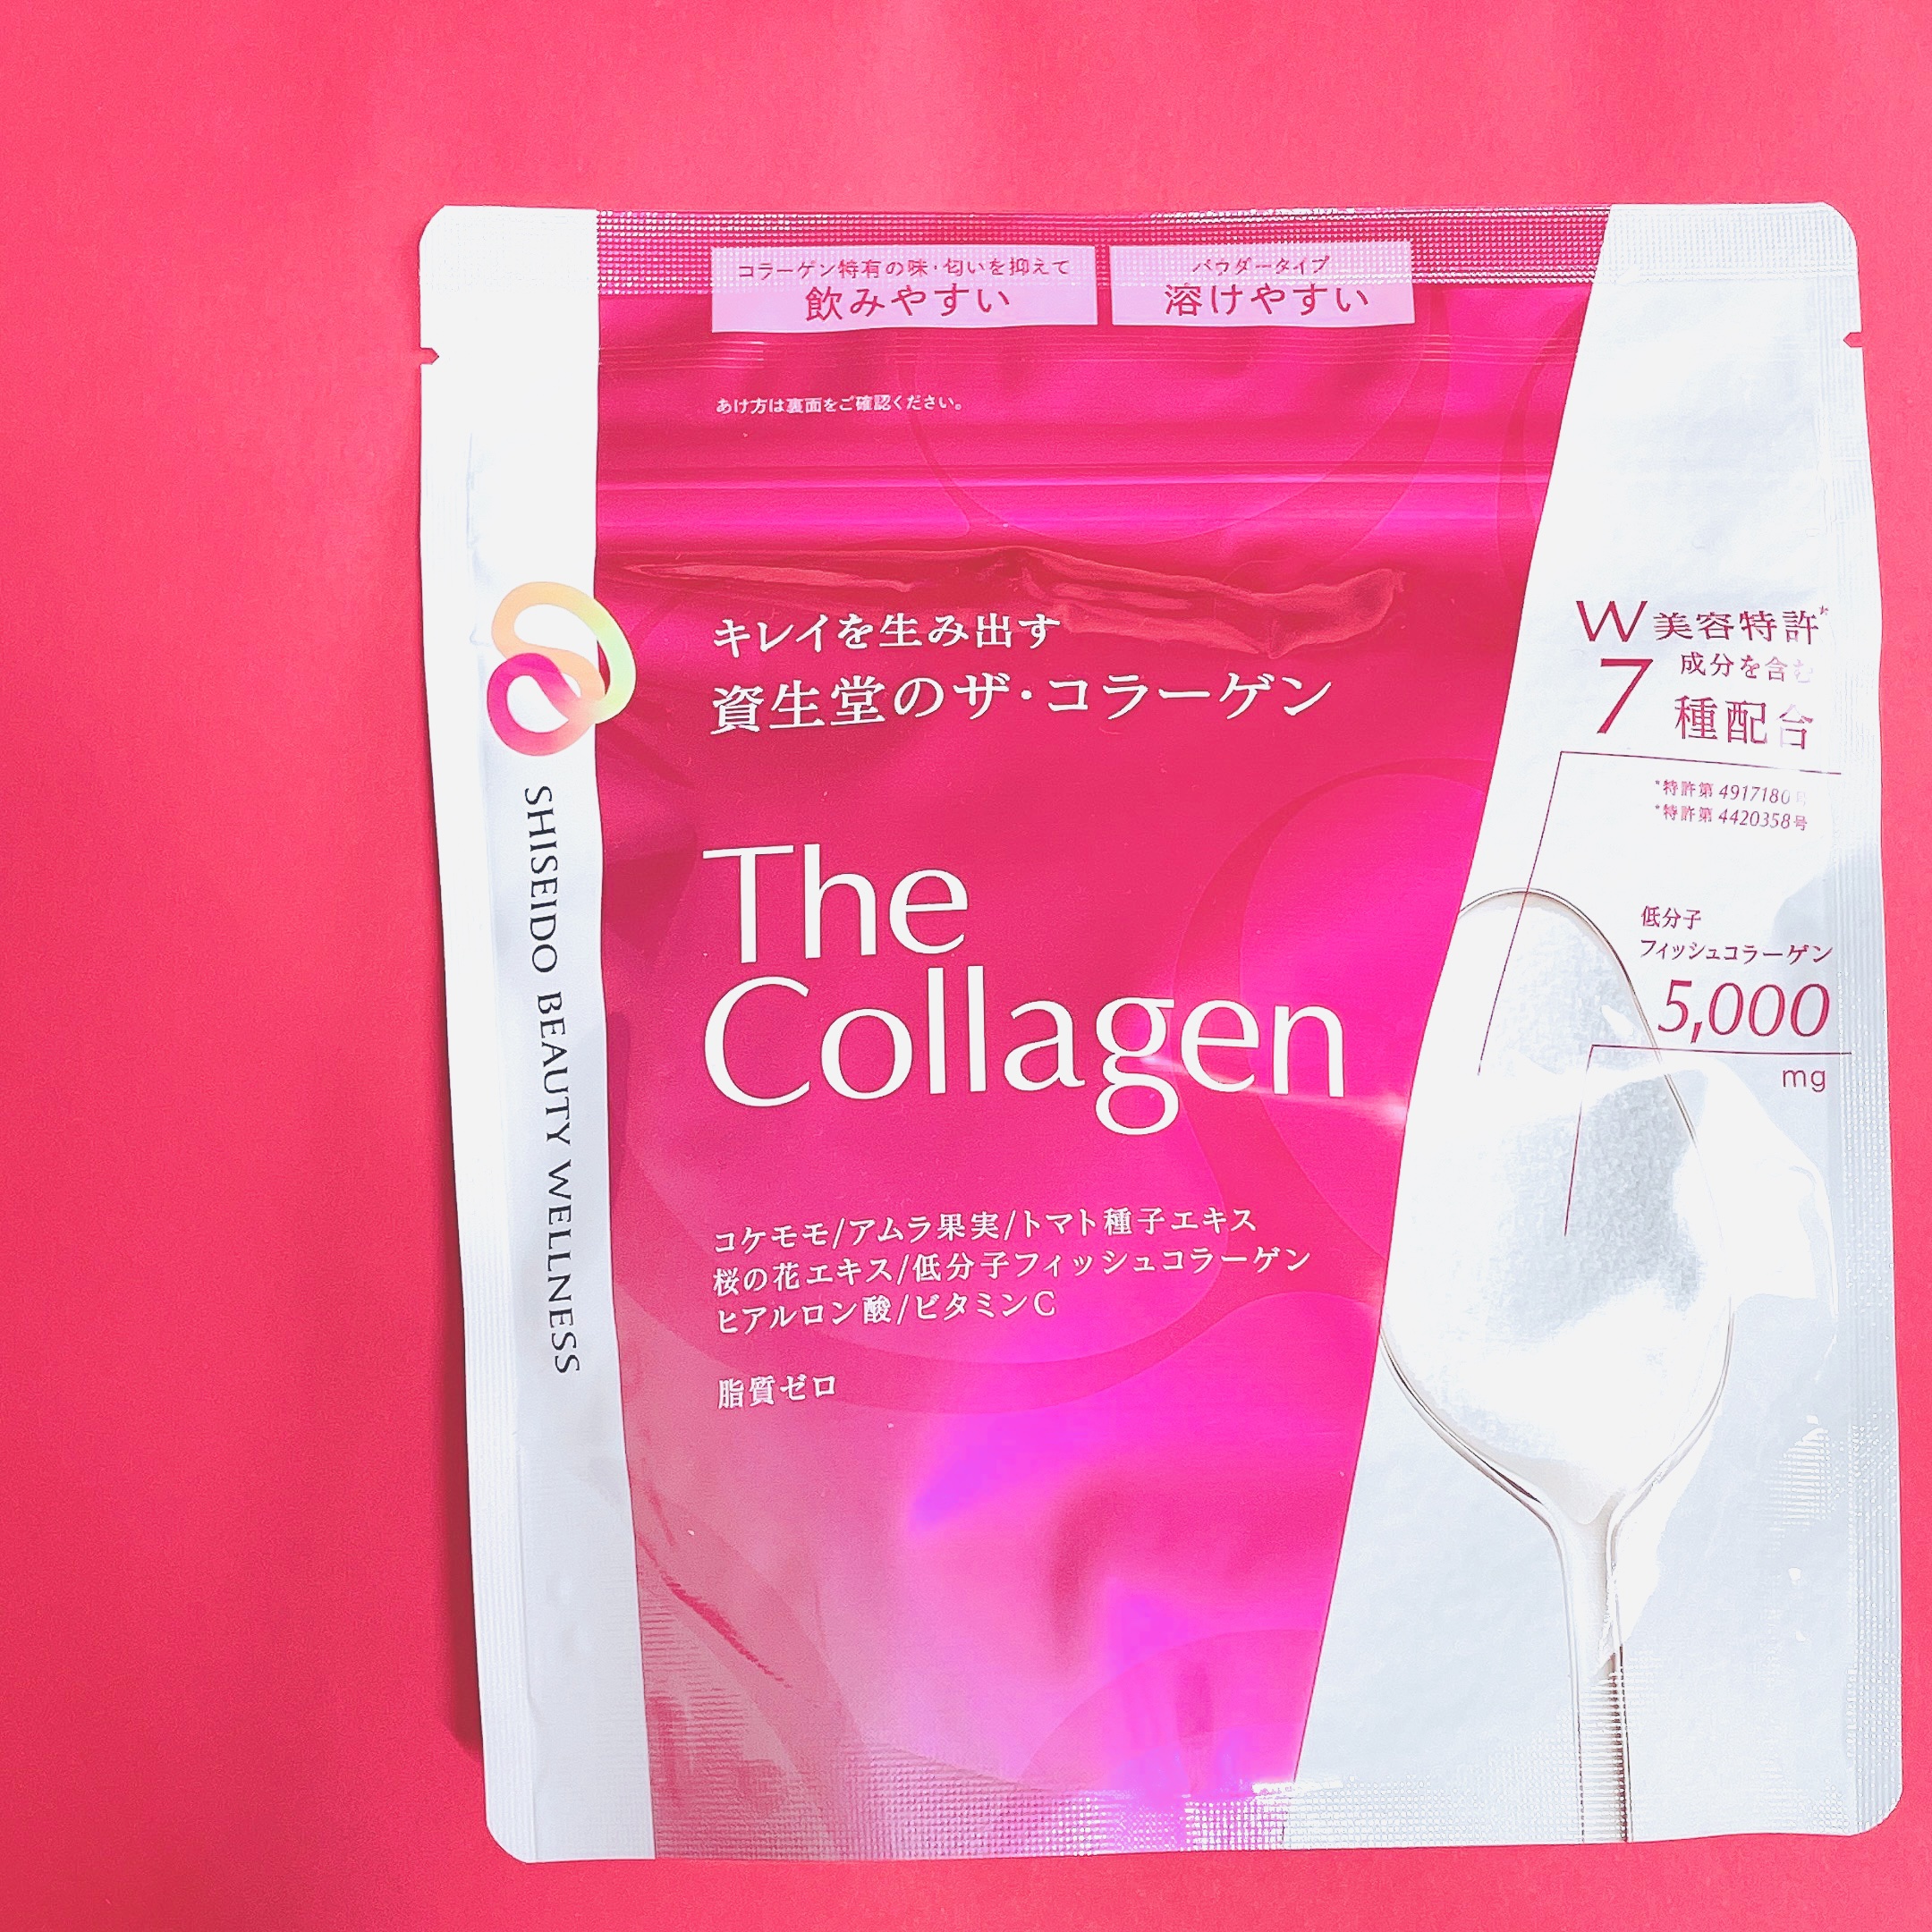 コラーゲン特有の味・匂いを抑えて
飲みやすい
パウダータイプ
溶けやすい
あけ方は裏面をご確認ください。
キレイを生み出す
資生堂のザ・コラーゲン
The
Collagen
コケモモ/アムラ果実/トマト種子エキス
桜の花エキス/低分子フィッシュコラーゲン
ヒアルロン酸/ビタミンC
脂質ゼロ
SHISEIDO BEAUTY WELLNESS
W美容特許*
成分を含む
7種配合
*特許第4917180号
*特許第4420358号
低分子
フィッシュコラーゲン
5,000
mg